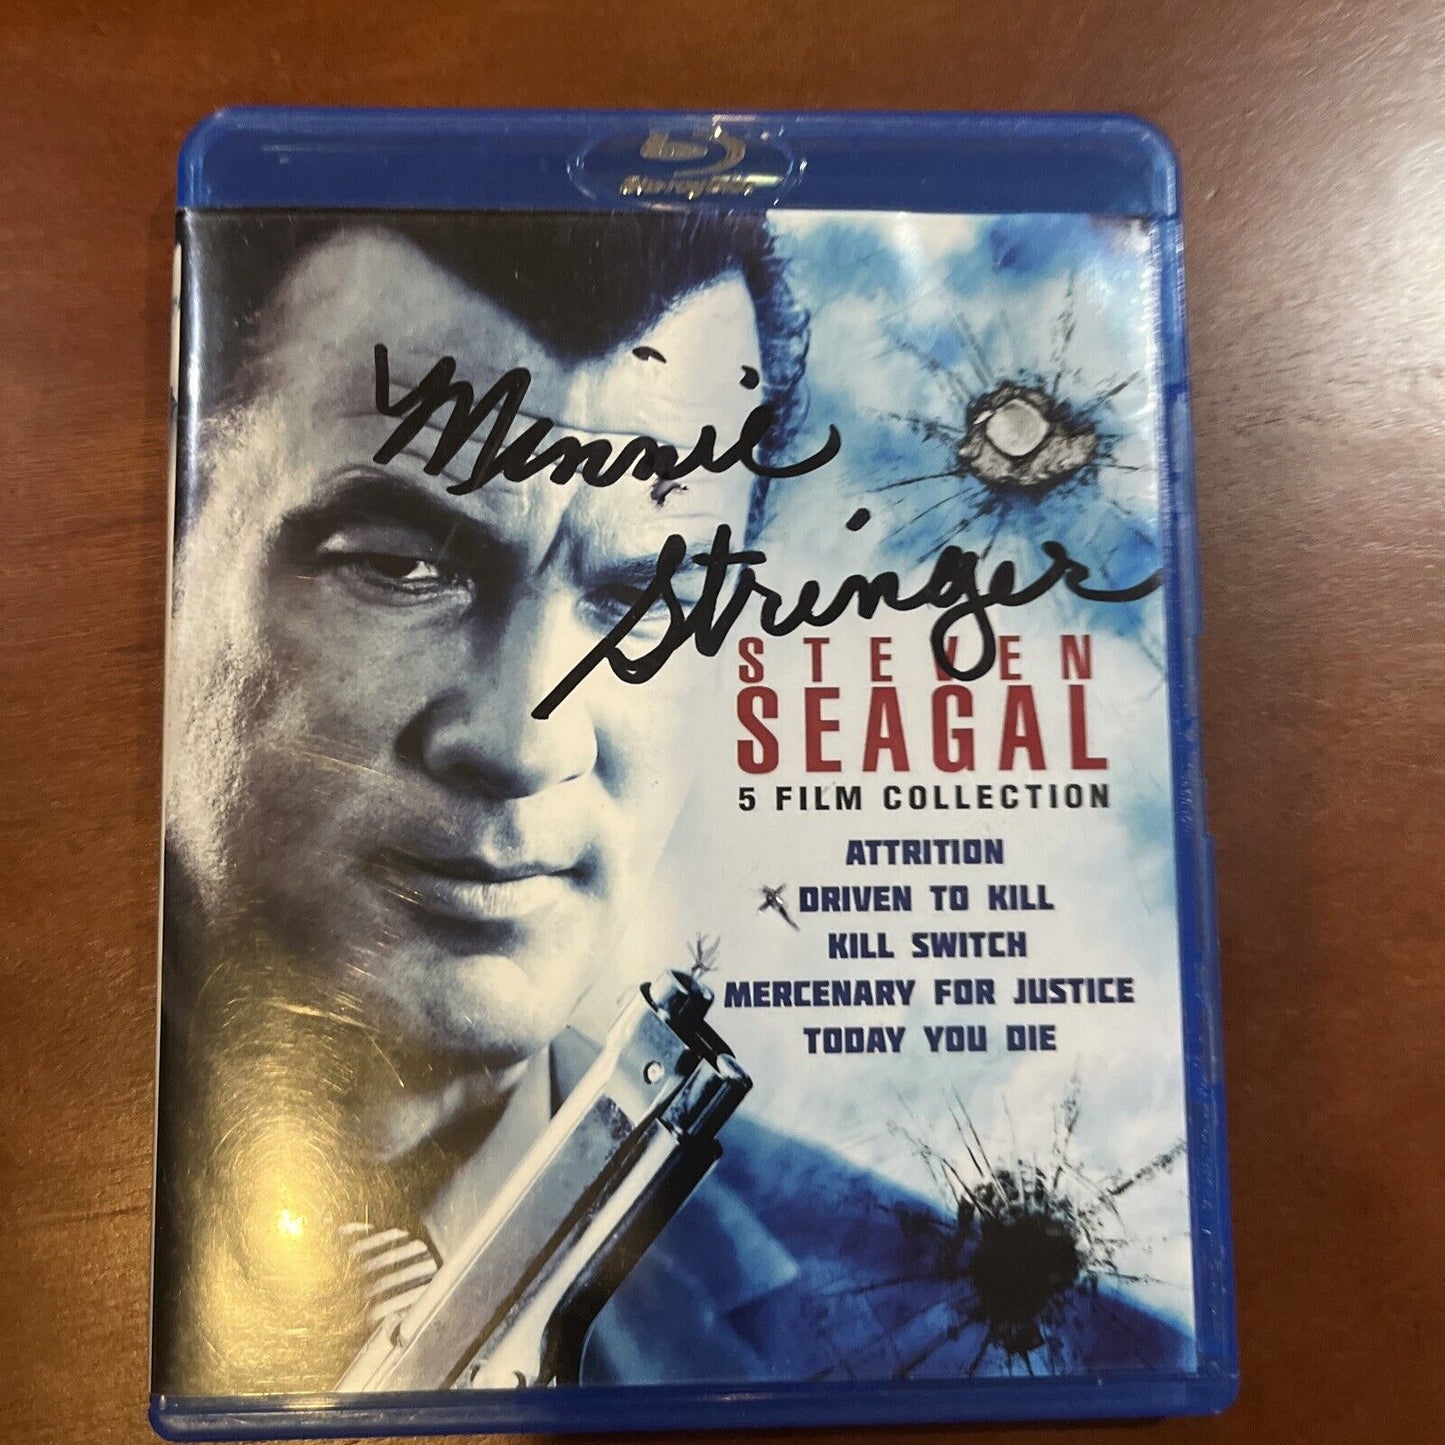 Blu-ray Disc
Minnie
Stringer
STEVEN
SEAGAL
5 FILM COLLECTION
ATTRITION
DRIVEN TO KILL
KILL SWITCH
MERCENARY FOR JUSTICE
TODAY YOU DIE